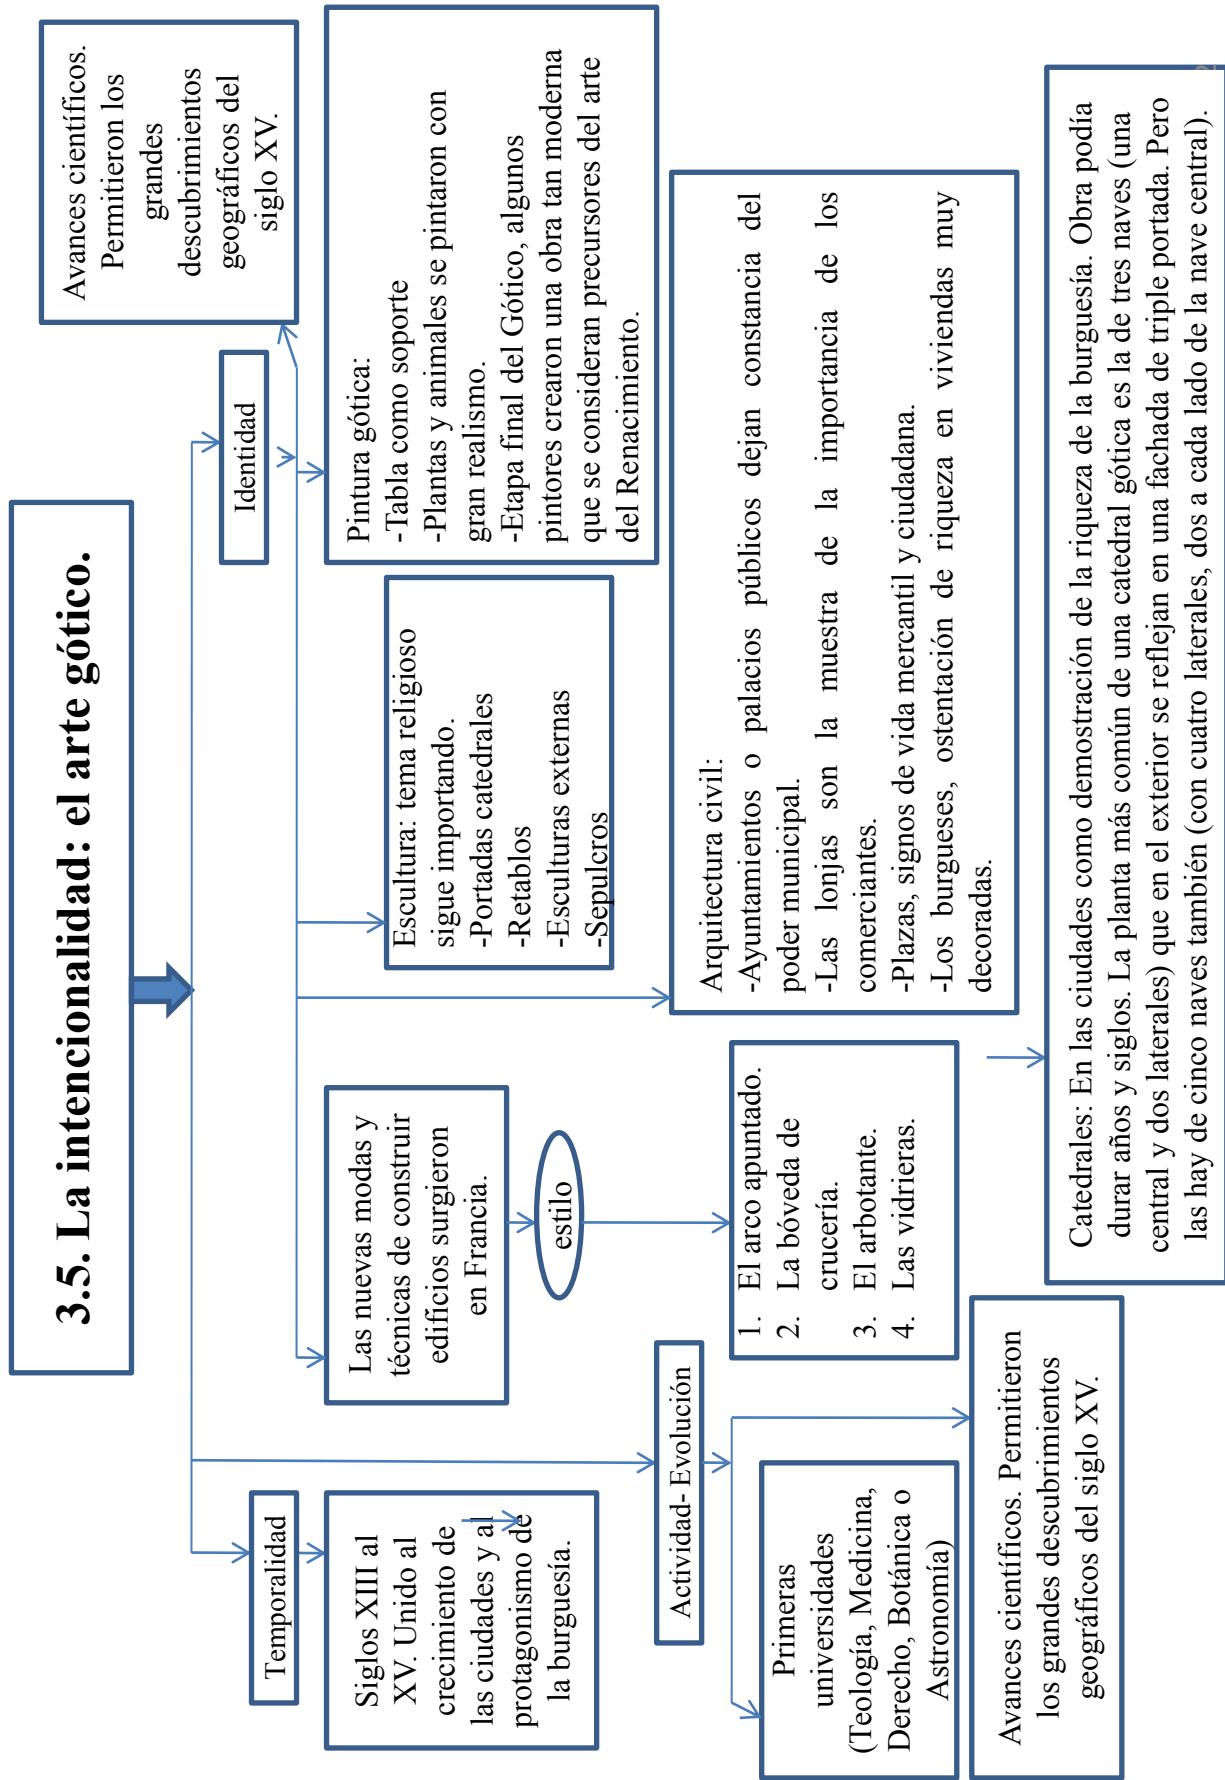 3.5. La intencionalidad: el arte gótico.
Temporalidad
Identidad
Avances científicos.
Permitieron los
grandes
descubrimientos
geográficos del
siglo XV.
Siglos XIII al
XV. Unido al
crecimiento de
las ciudades y al
protagonismo de
la burguesía.
Las nuevas modas y
técnicas de construir
edificios surgieron
en Francia.
estilo
1. El arco apuntado.
2. La bóveda de
crucería.
3. El arbotante.
4. Las vidrieras.
Escultura: tema religioso
sigue importando.
-Portadas catedrales
-Retablos
-Esculturas externas
-Sepulcros
Pintura gótica:
-Tabla como soporte
-Plantas y animales se pintaron con
gran realismo.
-Etapa final del Gótico, algunos
pintores crearon una obra tan moderna
que se consideran precursores del arte
del Renacimiento.
Actividad- Evolución
Primeras
universidades
(Teología, Medicina,
Derecho, Botánica o
Astronomía)
Avances científicos. Permitieron
los grandes descubrimientos
geográficos del siglo XV.
Arquitectura civil:
-Ayuntamientos o palacios públicos dejan constancia del
poder municipal.
-Las lonjas son la muestra de la importancia de los
comerciantes.
-Plazas, signos de vida mercantil y ciudadana.
-Los burgueses, ostentación de riqueza en viviendas muy
decoradas.
Catedrales: En las ciudades como demostración de la riqueza de la burguesía. Obra podía
durar años y siglos. La planta más común de una catedral gótica es la de tres naves (una
central y dos laterales) que en el exterior se reflejan en una fachada de triple portada. Pero
las hay de cinco naves también (con cuatro laterales, dos a cada lado de la nave central).